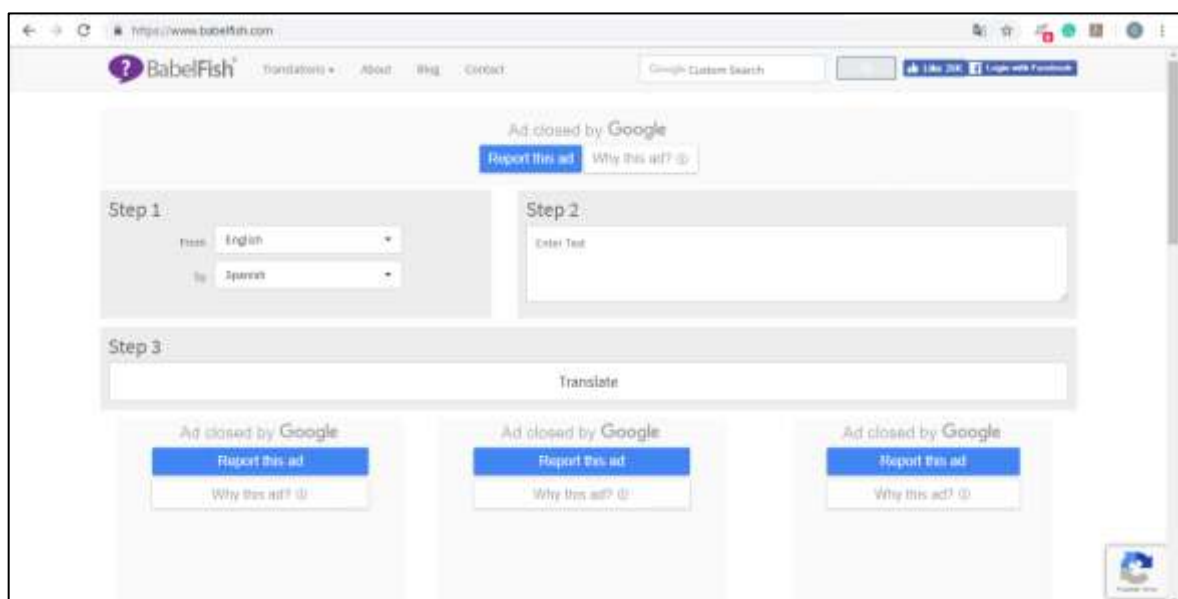 https://www.babelfish.com
BabelFish Translations About Blog Contact Google Custom Search Like 20K Login with Facebook
Ad closed by Google
Report this ad Why this ad?
Step 1
From English
To Spanish
Step 2
Enter Text
Step 3
Translate
Ad closed by Google Ad closed by Google Ad closed by Google
Report this ad Report this ad Report this ad
Why this ad? Why this ad? Why this ad?